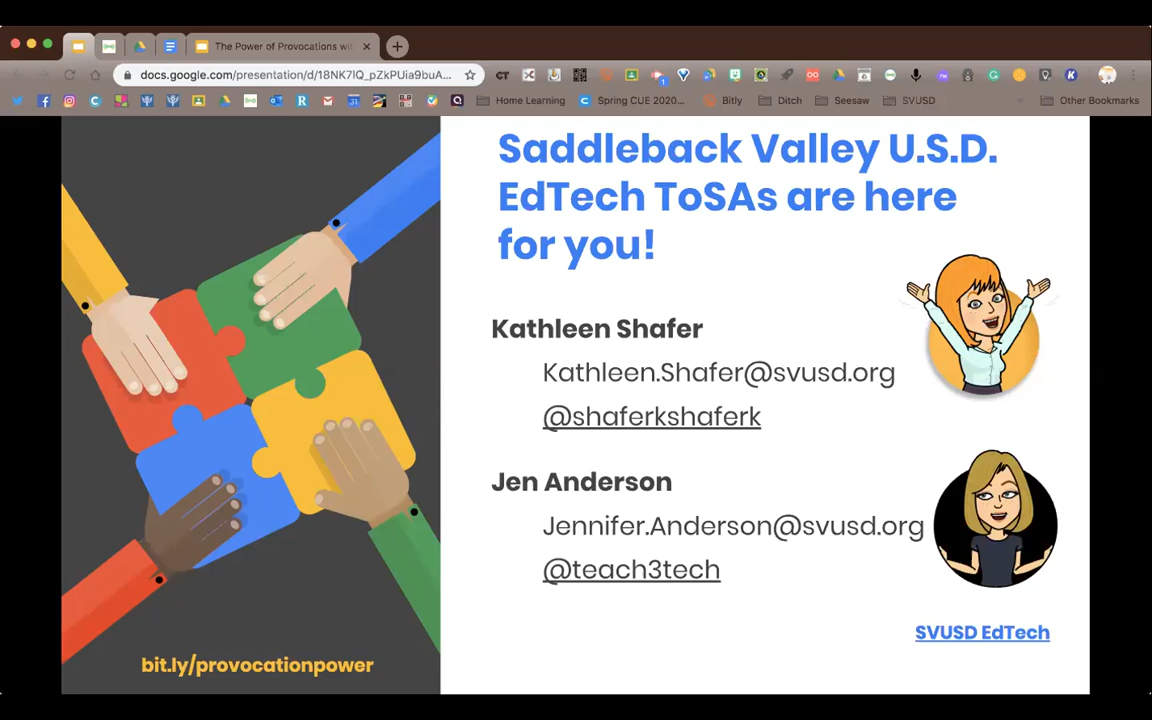 The Power of Provocations wit
docs.google.com/presentation/d/18NK7lQ_pZkPUia9buA...
Home Learning
Spring CUE 2020...
Bitly
Ditch
Seesaw
SVUSD
Other Bookmarks
Saddleback Valley U.S.D.
EdTech ToSAs are here
for you!
Kathleen Shafer
Kathleen.Shafer@svusd.org
@shaferkshaferk
Jen Anderson
Jennifer.Anderson@svusd.org
@teach3tech
SVUSD EdTech
bit.ly/provocationpower